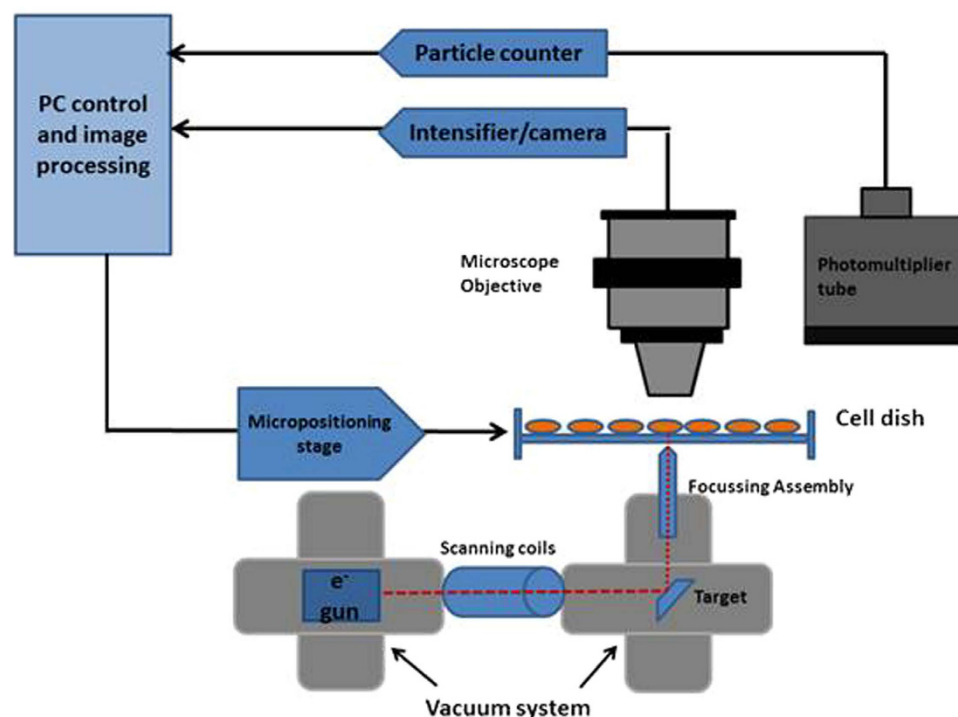 Particle counter
PC control
and image
processing
Intensifier/camera
Microscope
Objective
Photomultiplier
tube
Micropositioning
stage
Cell dish
Focussing Assembly
Scanning coils
e-
gun
Target
Vacuum system